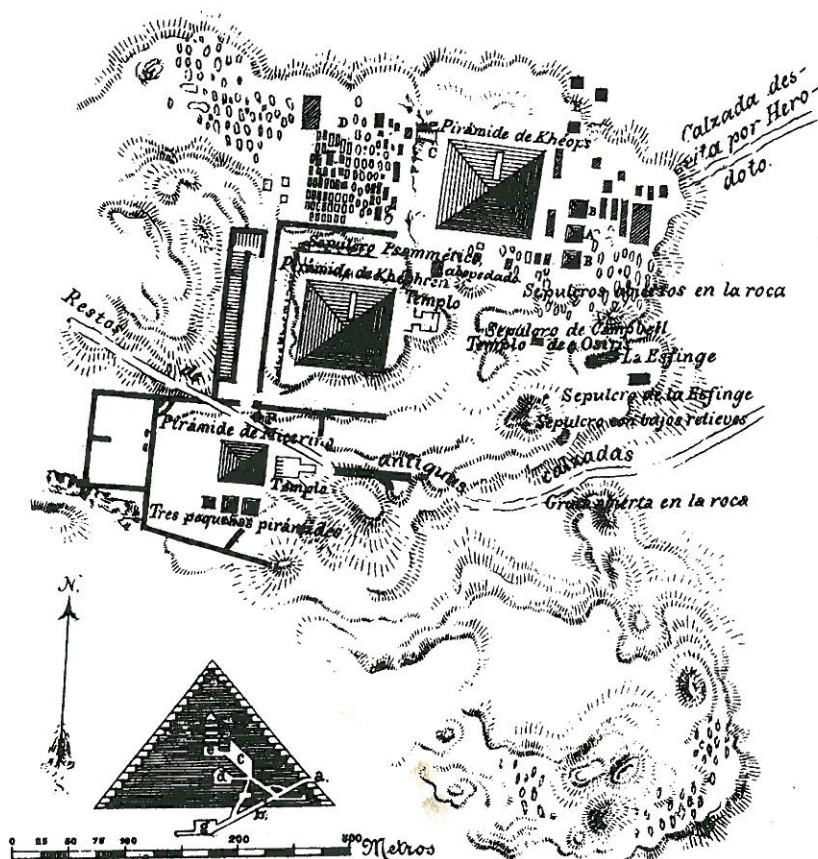 Calzada des-
crita por Hero-
doto.
D
Pirámide de Khéops
C
B
A
B
Sepulcro Psammético
abovedado
Pirámide de Khephren
Templo
Sepulcros abiertos en la roca
Sepulcro de Campbell
Templo de Osiris
La Esfinge
Sepulcro de la Esfinge
Sepulcro con bajos relieves
Restos de antiguas calzadas
Pirámide de Micerino
Templo
Gruta abierta en la roca
Tres pequeñas pirámides
N.
S.
e
c
d
a.
b.
0 25 50 75 100 200 300 Metros